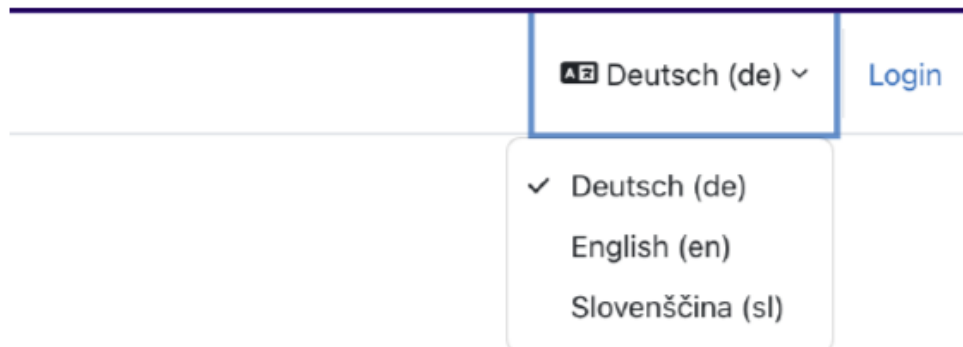 Deutsch (de) Login
Deutsch (de)
English (en)
Slovenščina (sl)